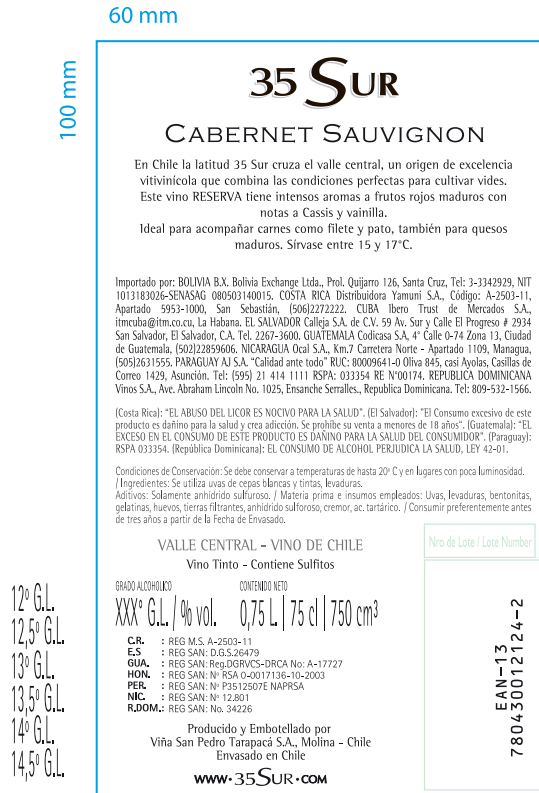 60 mm
100 mm
35 SUR
CABERNET SAUVIGNON
En Chile la latitud 35 Sur cruza el valle central, un origen de excelencia
vitivinícola que combina las condiciones perfectas para cultivar vides.
Este vino RESERVA tiene intensos aromas a frutos rojos maduros con
notas a Cassis y vainilla.
Ideal para acompañar carnes como filete y pato, también para quesos
maduros. Sírvase entre 15 y 17°C.
Importado por: BOLIVIA B.X. Bolivia Exchange Ltda., Prol. Quijarro 126, Santa Cruz, Tel: 3-3342929, NIT
1013183026-SENASAG 080503140015. COSTA RICA Distribuidora Yamuni S.A., Código: A-2503-11,
Apartado 5953-1000, San Sebastián, (506)2272222. CUBA Ibero Trust de Mercados S.A.,
itmcuba@itm.co.cu, La Habana. EL SALVADOR Calleja S.A. de C.V. 59 Av. Sur y Calle El Progreso # 2934
San Salvador, El Salvador, C.A. Tel. 2267-3600. GUATEMALA Codicasa S.A, 4° Calle 0-74 Zona 13, Ciudad
de Guatemala, (502)22859606. NICARAGUA Ocal S.A., Km.7 Carretera Norte - Apartado 1109, Managua,
(505)2631555. PARAGUAY AJ S.A. “Calidad ante todo” RUC: 80009641-0 Oliva 845, casi Ayolas, Casillas de
Correo 1429, Asunción. Tel: (595) 21 414 1111 RSPA: 033354 RE N°00174, REPUBLICA DOMINICANA
Vinos S.A., Ave. Abraham Lincoln No. 1025, Ensanche Serralles., Republica Dominicana. Tel: 809-532-1566.
(Costa Rica): “EL ABUSO DEL LICOR ES NOCIVO PARA LA SALUD”. (El Salvador): “El Consumo excesivo de este
producto es dañino para la salud y crea adicción. Se prohíbe su venta a menores de 18 años“. (Guatemala): “EL
EXCESO EN EL CONSUMO DE ESTE PRODUCTO ES DAÑINO PARA LA SALUD DEL CONSUMIDOR”. (Paraguay):
RSPA 033354. (República Dominicana): EL CONSUMO DE ALCOHOL PERJUDICA LA SALUD, LEY 42-01.
Condiciones de Conservación: Se debe conservar a temperaturas de hasta 20º C y en lugares con poca luminosidad.
/ Ingredientes: Se utiliza uvas de cepas blancas y tintas, levaduras.
Aditivos: Solamente anhídrido sulfuroso. / Materia prima e insumos empleados: Uvas, levaduras, bentonitas,
gelatinas, huevos, tierras filtrantes, anhídrido sulforoso, cremor, ac. tartárico. / Consumir preferentemente antes
de tres años a partir de la Fecha de Envasado.
VALLE CENTRAL - VINO DE CHILE
Vino Tinto - Contiene Sulfitos
Nro de Lote / Lote Number
GRADO ALCOHOLICO CONTENIDO NETO
XXXº G.L. / % vol. 0,75 L. | 75 cl | 750 cm³
C.R. : REG M.S. A-2503-11
E.S : REG SAN: D.G.S.26479
GUA. : REG SAN: Reg.DGRVCS-DRCA No: A-17727
HON. : REG SAN: Nº RSA 0-0017136-10-2003
PER. : REG SAN: Nº P3512507E NAPRSA
NIC. : REG SAN: Nº 12.801
R.DOM.: REG SAN: No. 34226
Producido y Embotellado por
Viña San Pedro Tarapacá S.A., Molina - Chile
Envasado en Chile
WWW·35SUR·COM
12º G.L.
12,5º G.L.
13º G.L.
13,5º G.L.
14º G.L.
14,5º G.L.
EAN-13
780430012124-2